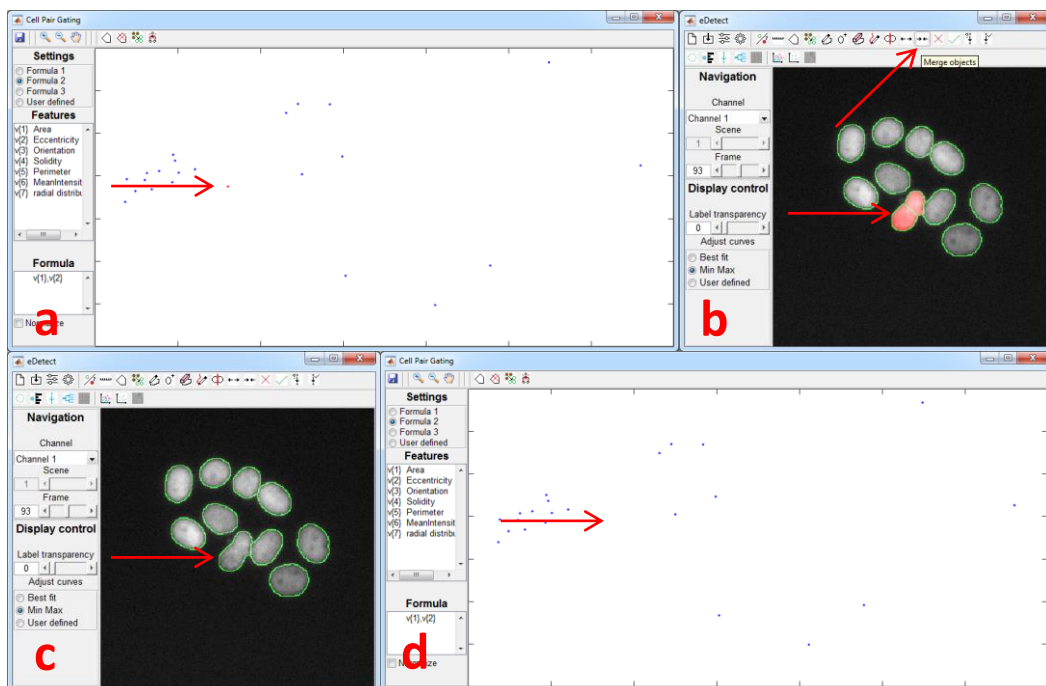 Cell Pair Gating
Settings
Formula 1
Formula 2
Formula 3
User defined
Features
v{1} Area
v{2} Eccentricity
v{3} Orientation
v{4} Solidity
v{5} Perimeter
v{6} MeanIntensit
v{7} radial distribu
Formula
v{1},v{2}
Normalize
a
eDetect
Merge objects
Navigation
Channel
Channel 1
Scene
1
Frame
93
Display control
Label transparency
0
Adjust curves
Best fit
Min Max
User defined
b
eDetect
Navigation
Channel
Channel 1
Scene
1
Frame
93
Display control
Label transparency
0
Adjust curves
Best fit
Min Max
User defined
c
Cell Pair Gating
Settings
Formula 1
Formula 2
Formula 3
User defined
Features
v{1} Area
v{2} Eccentricity
v{3} Orientation
v{4} Solidity
v{5} Perimeter
v{6} MeanIntensit
v{7} radial distribu
Formula
v{1},v{2}
Normalize
d